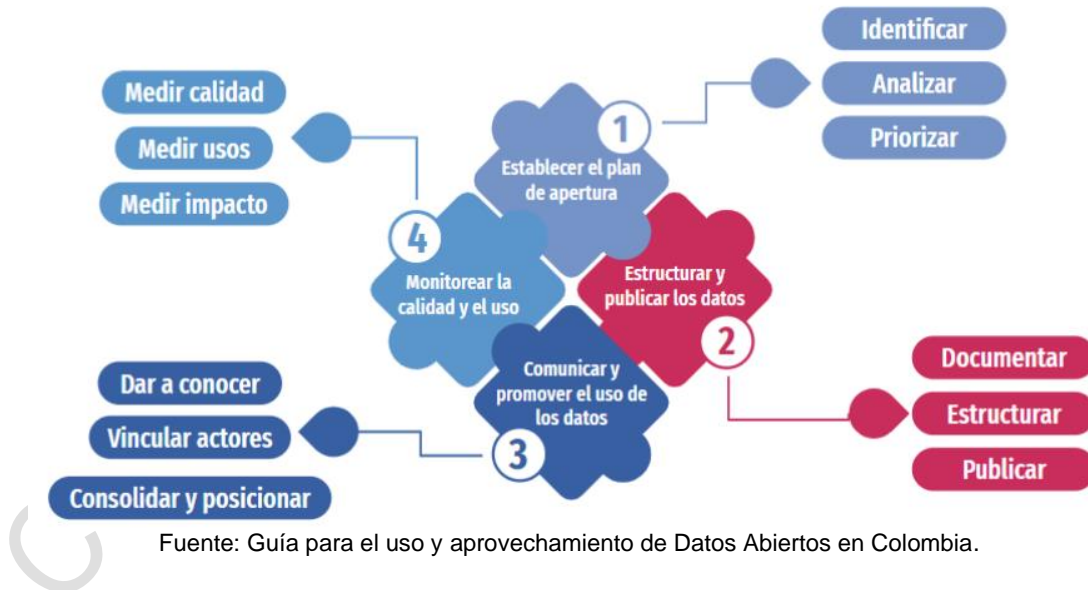 1
Establecer el plan
de apertura
Identificar
Analizar
Priorizar
2
Estructurar y
publicar los datos
Documentar
Estructurar
Publicar
3
Comunicar y
promover el uso de
los datos
Dar a conocer
Vincular actores
Consolidar y posicionar
4
Monitorear la
calidad y el uso
Medir calidad
Medir usos
Medir impacto
Fuente: Guía para el uso y aprovechamiento de Datos Abiertos en Colombia.